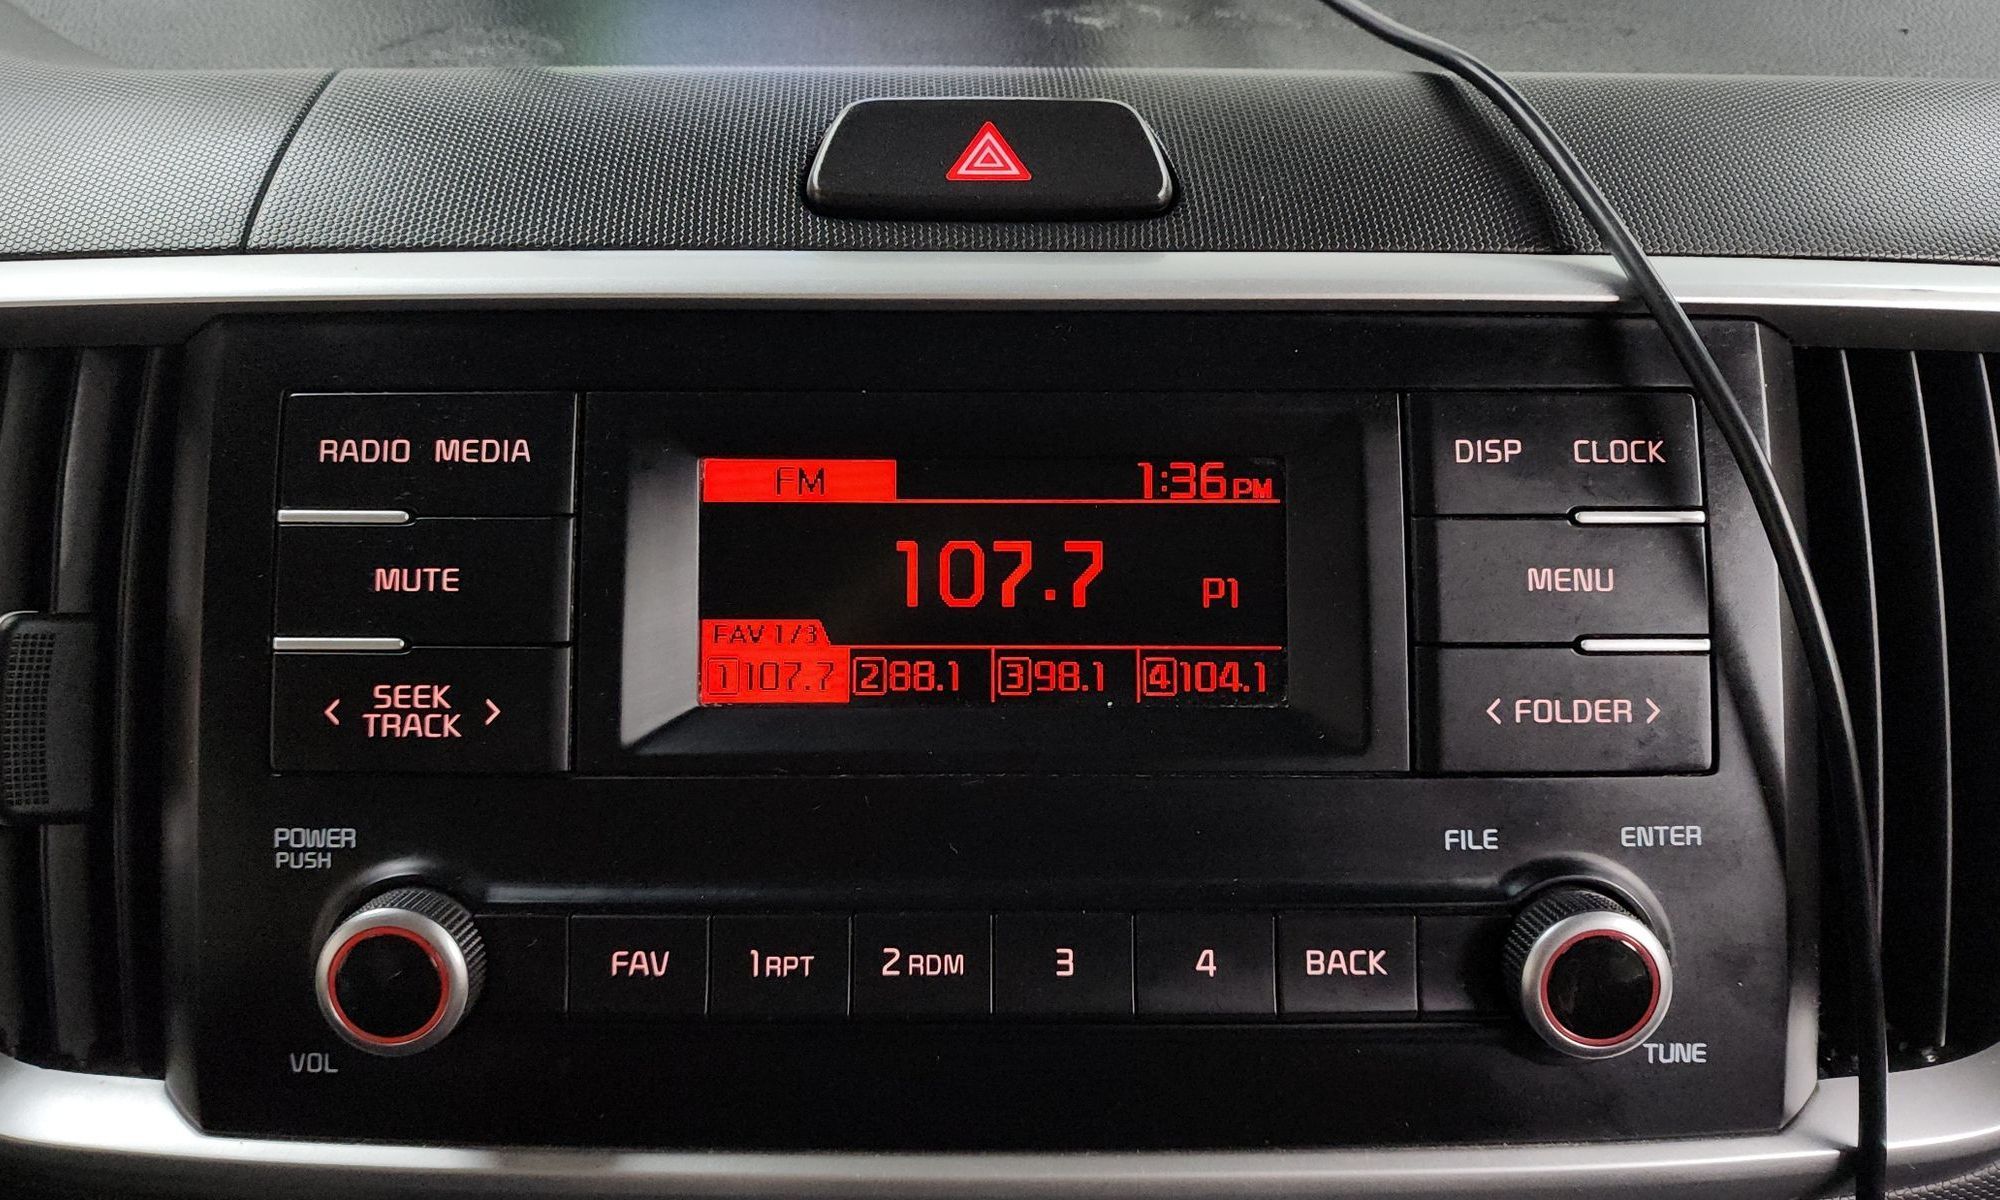 RADIO MEDIA
MUTE
< SEEK TRACK >
FM 1:36 PM
107.7 P1
FAV 1/3
1 107.7 2 88.1 3 98.1 4 104.1
DISP CLOCK
MENU
< FOLDER >
POWER
PUSH
VOL
FAV 1 RPT 2 RDM 3 4 BACK
FILE ENTER
TUNE